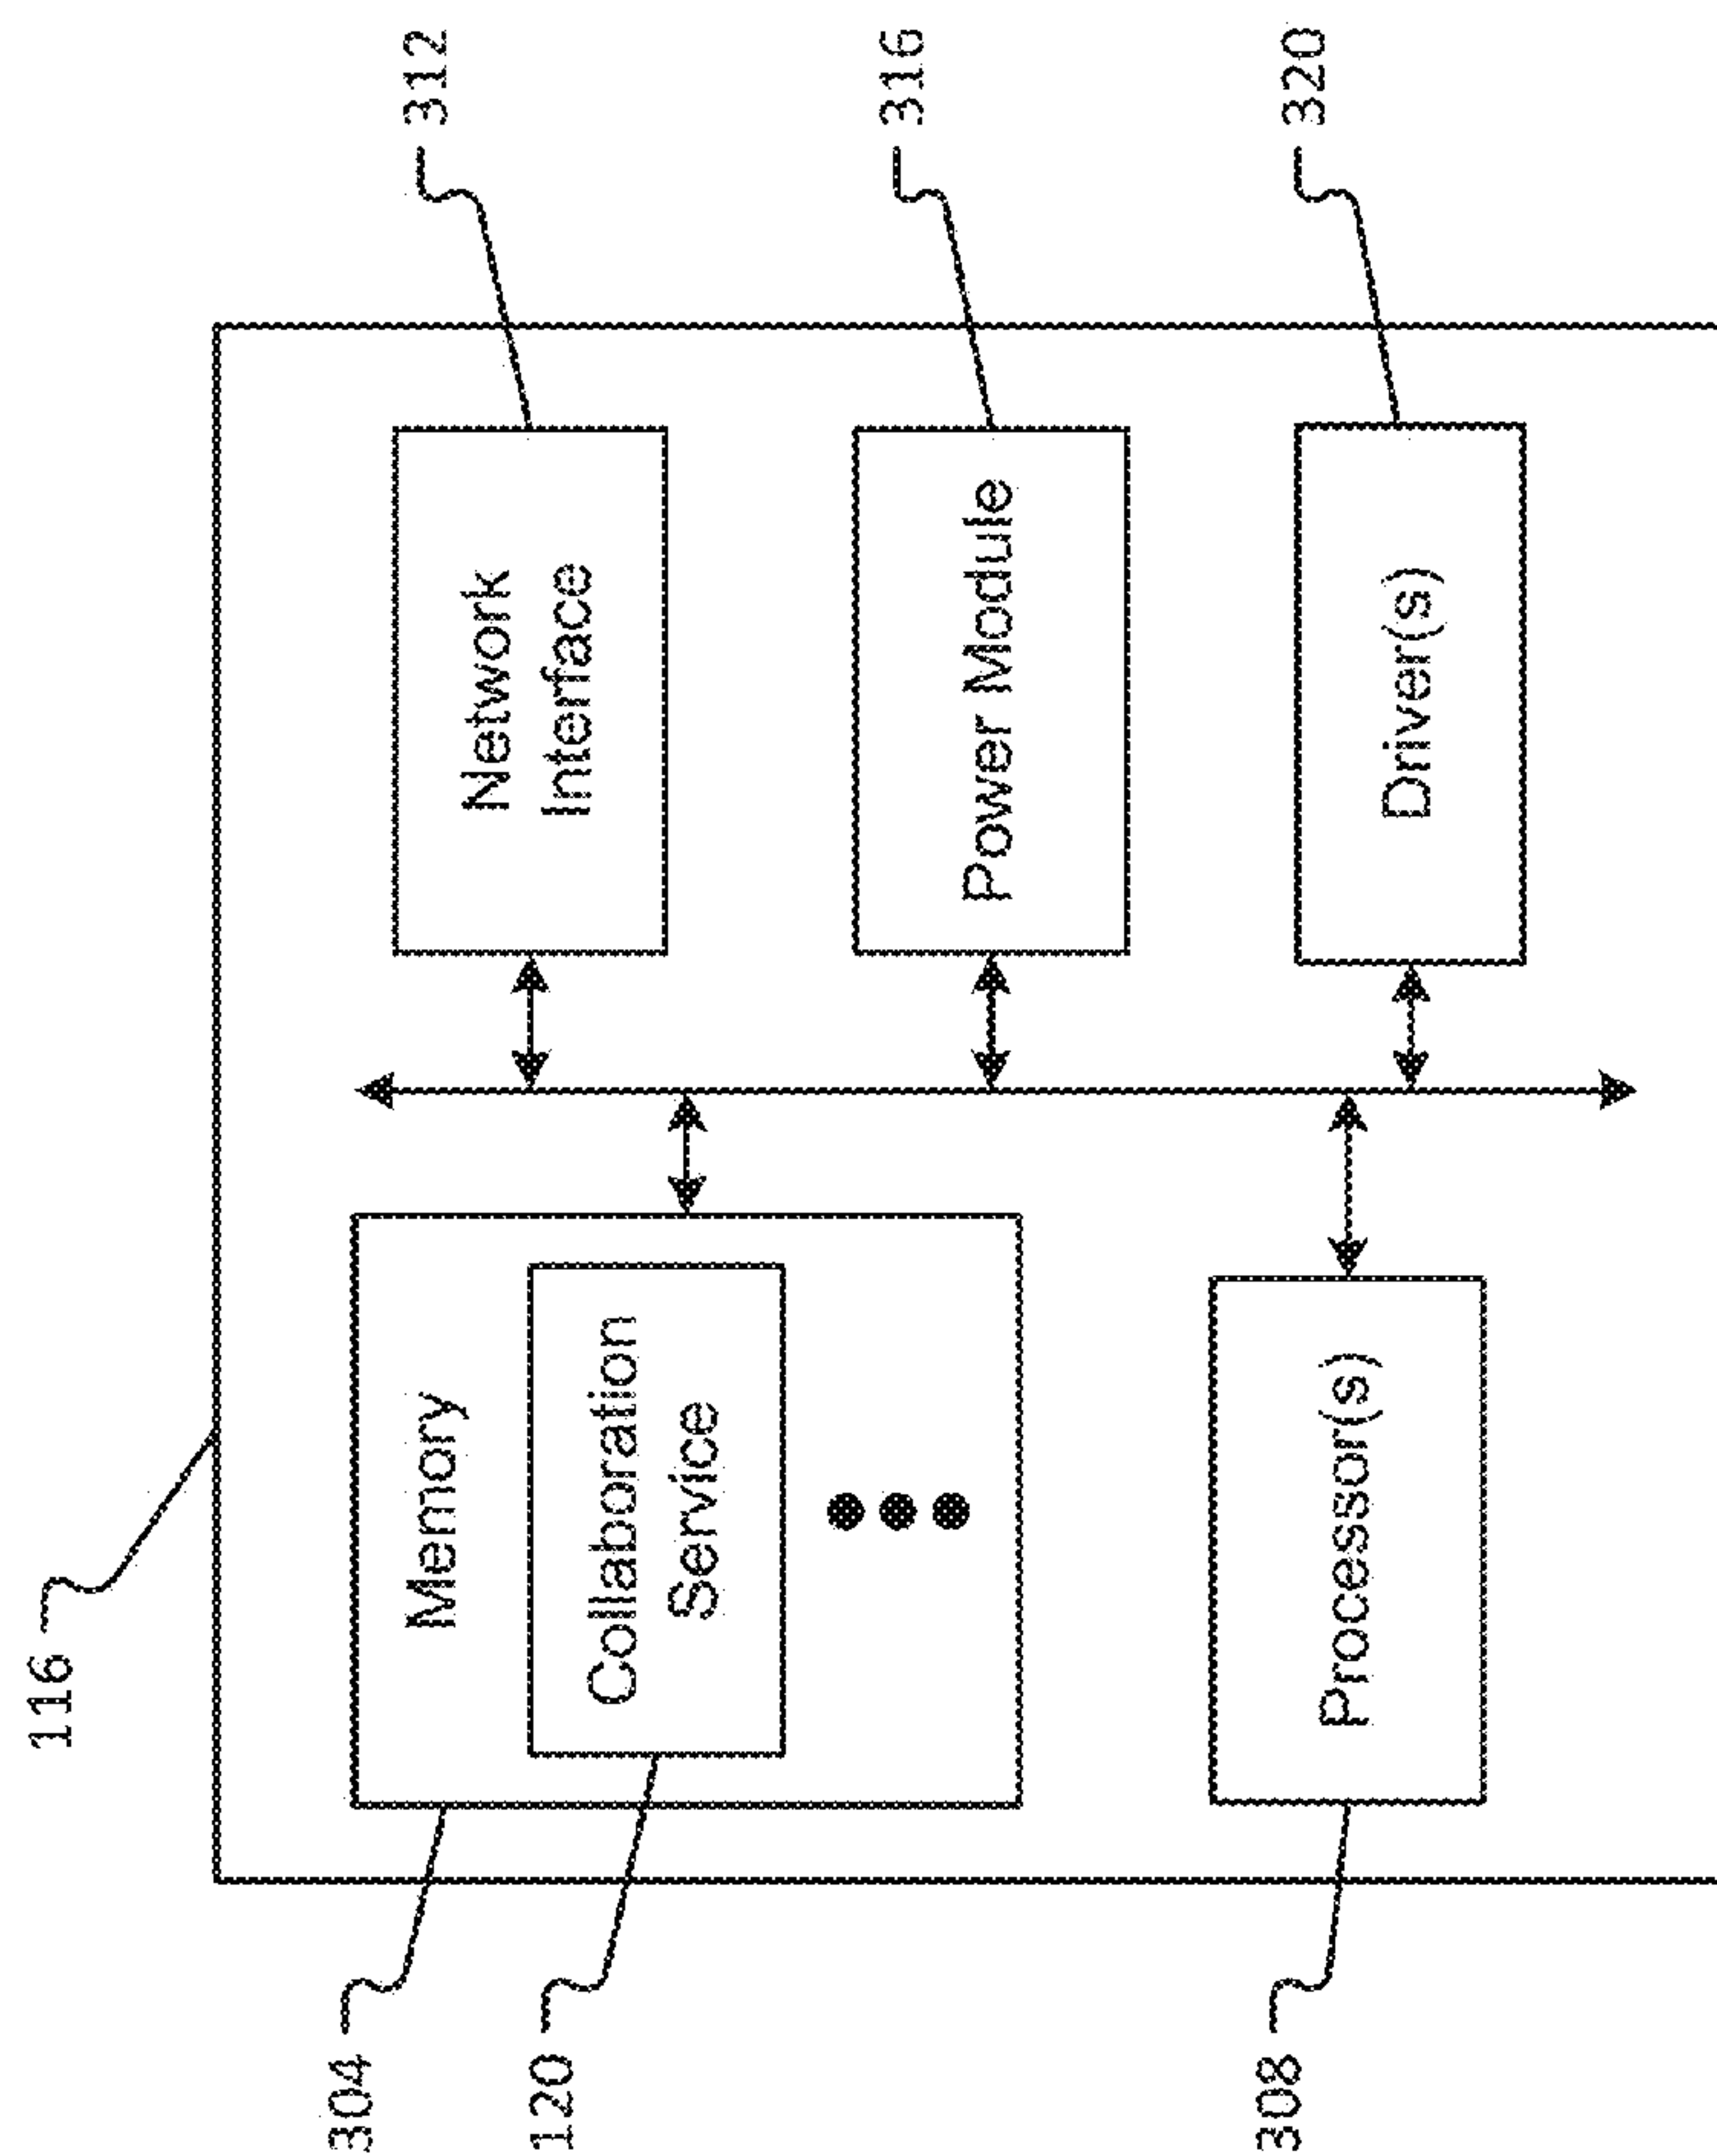 116
304
Memory
120
Collaboration
Service
308
Processor(s)
Network
Interface
312
Power Module
316
Driver(s)
320